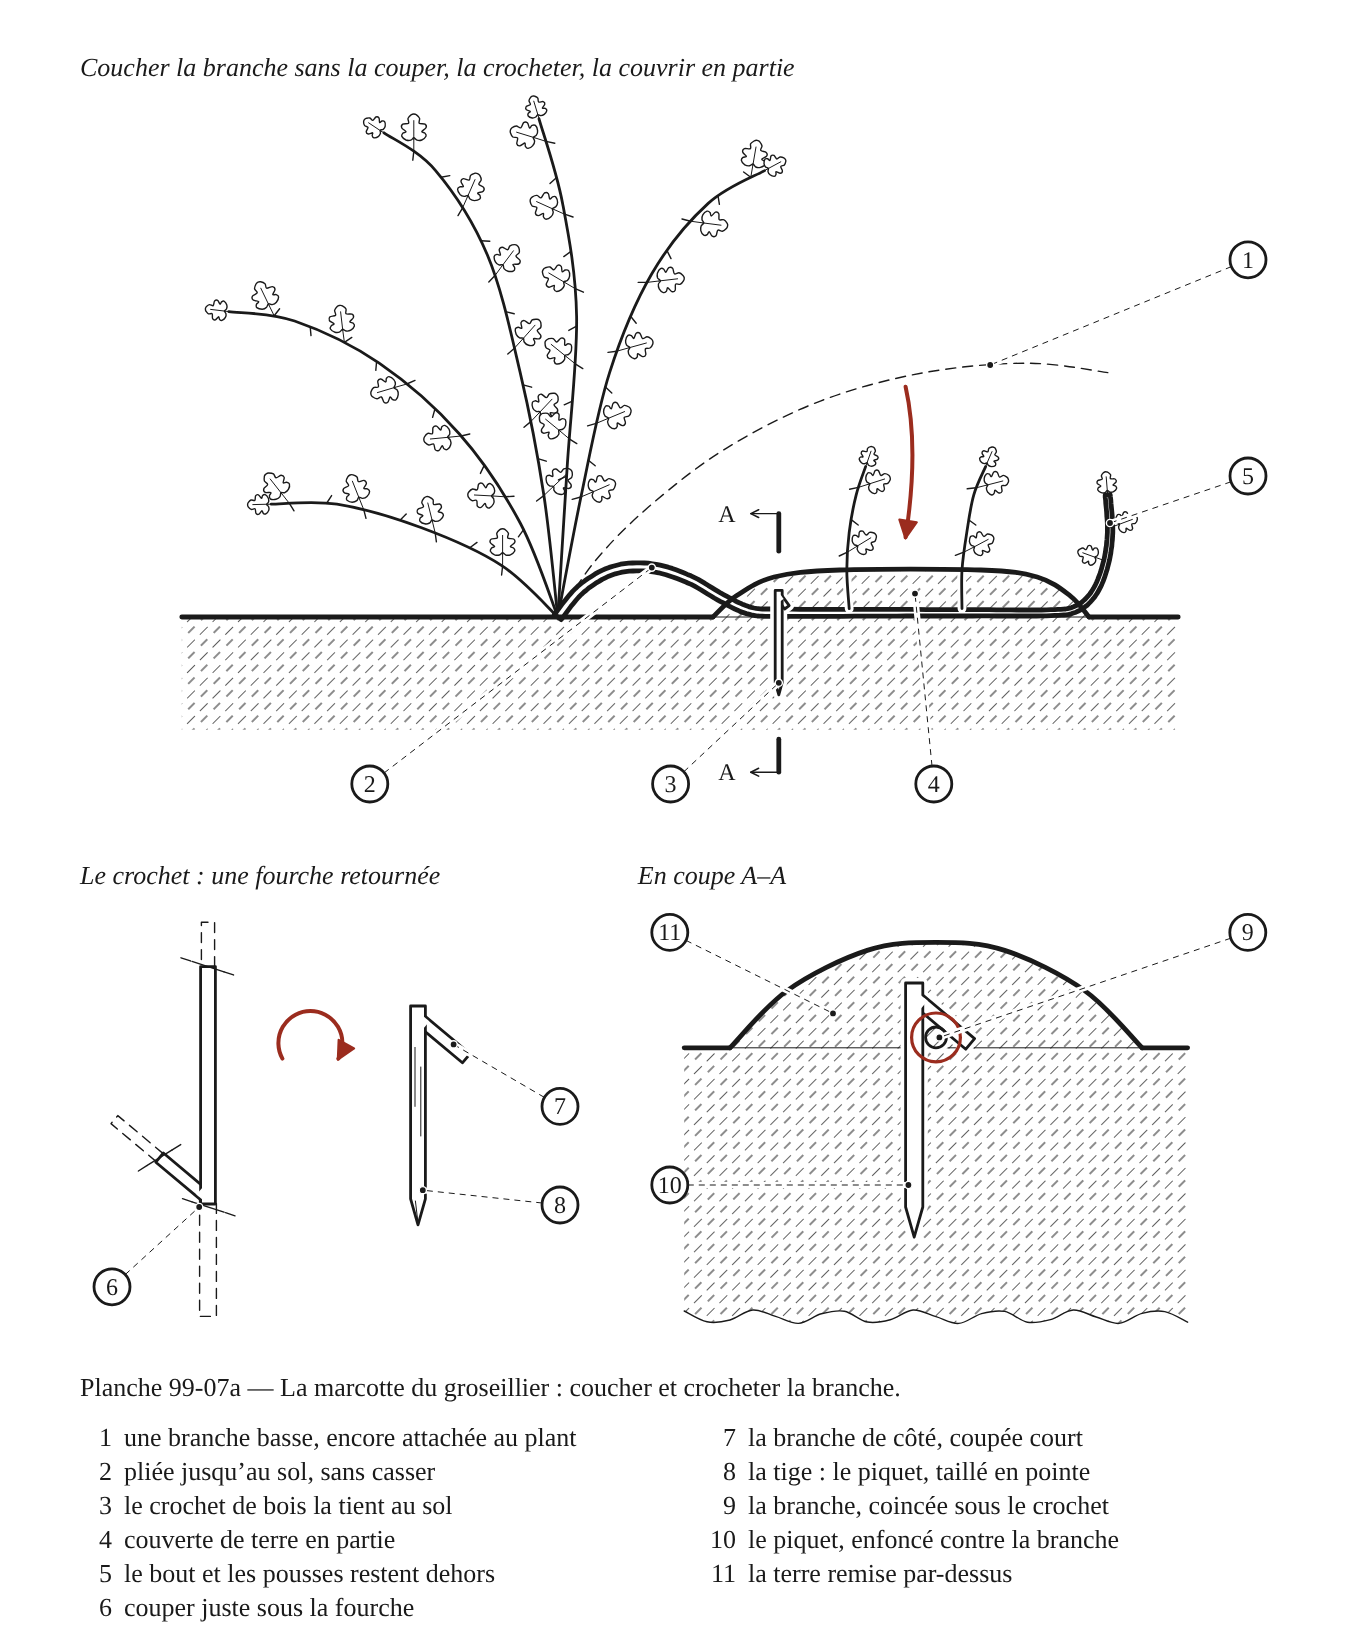 Coucher la branche sans la couper, la crocheter, la couvrir en partie
1
5
A
2
3
A
4
Le crochet : une fourche retournée
En coupe A–A
11
9
7
10
8
6
Planche 99-07a — La marcotte du groseillier : coucher et crocheter la branche.
1 une branche basse, encore attachée au plant
2 pliée jusqu’au sol, sans casser
3 le crochet de bois la tient au sol
4 couverte de terre en partie
5 le bout et les pousses restent dehors
6 couper juste sous la fourche
7 la branche de côté, coupée court
8 la tige : le piquet, taillé en pointe
9 la branche, coincée sous le crochet
10 le piquet, enfoncé contre la branche
11 la terre remise par-dessus